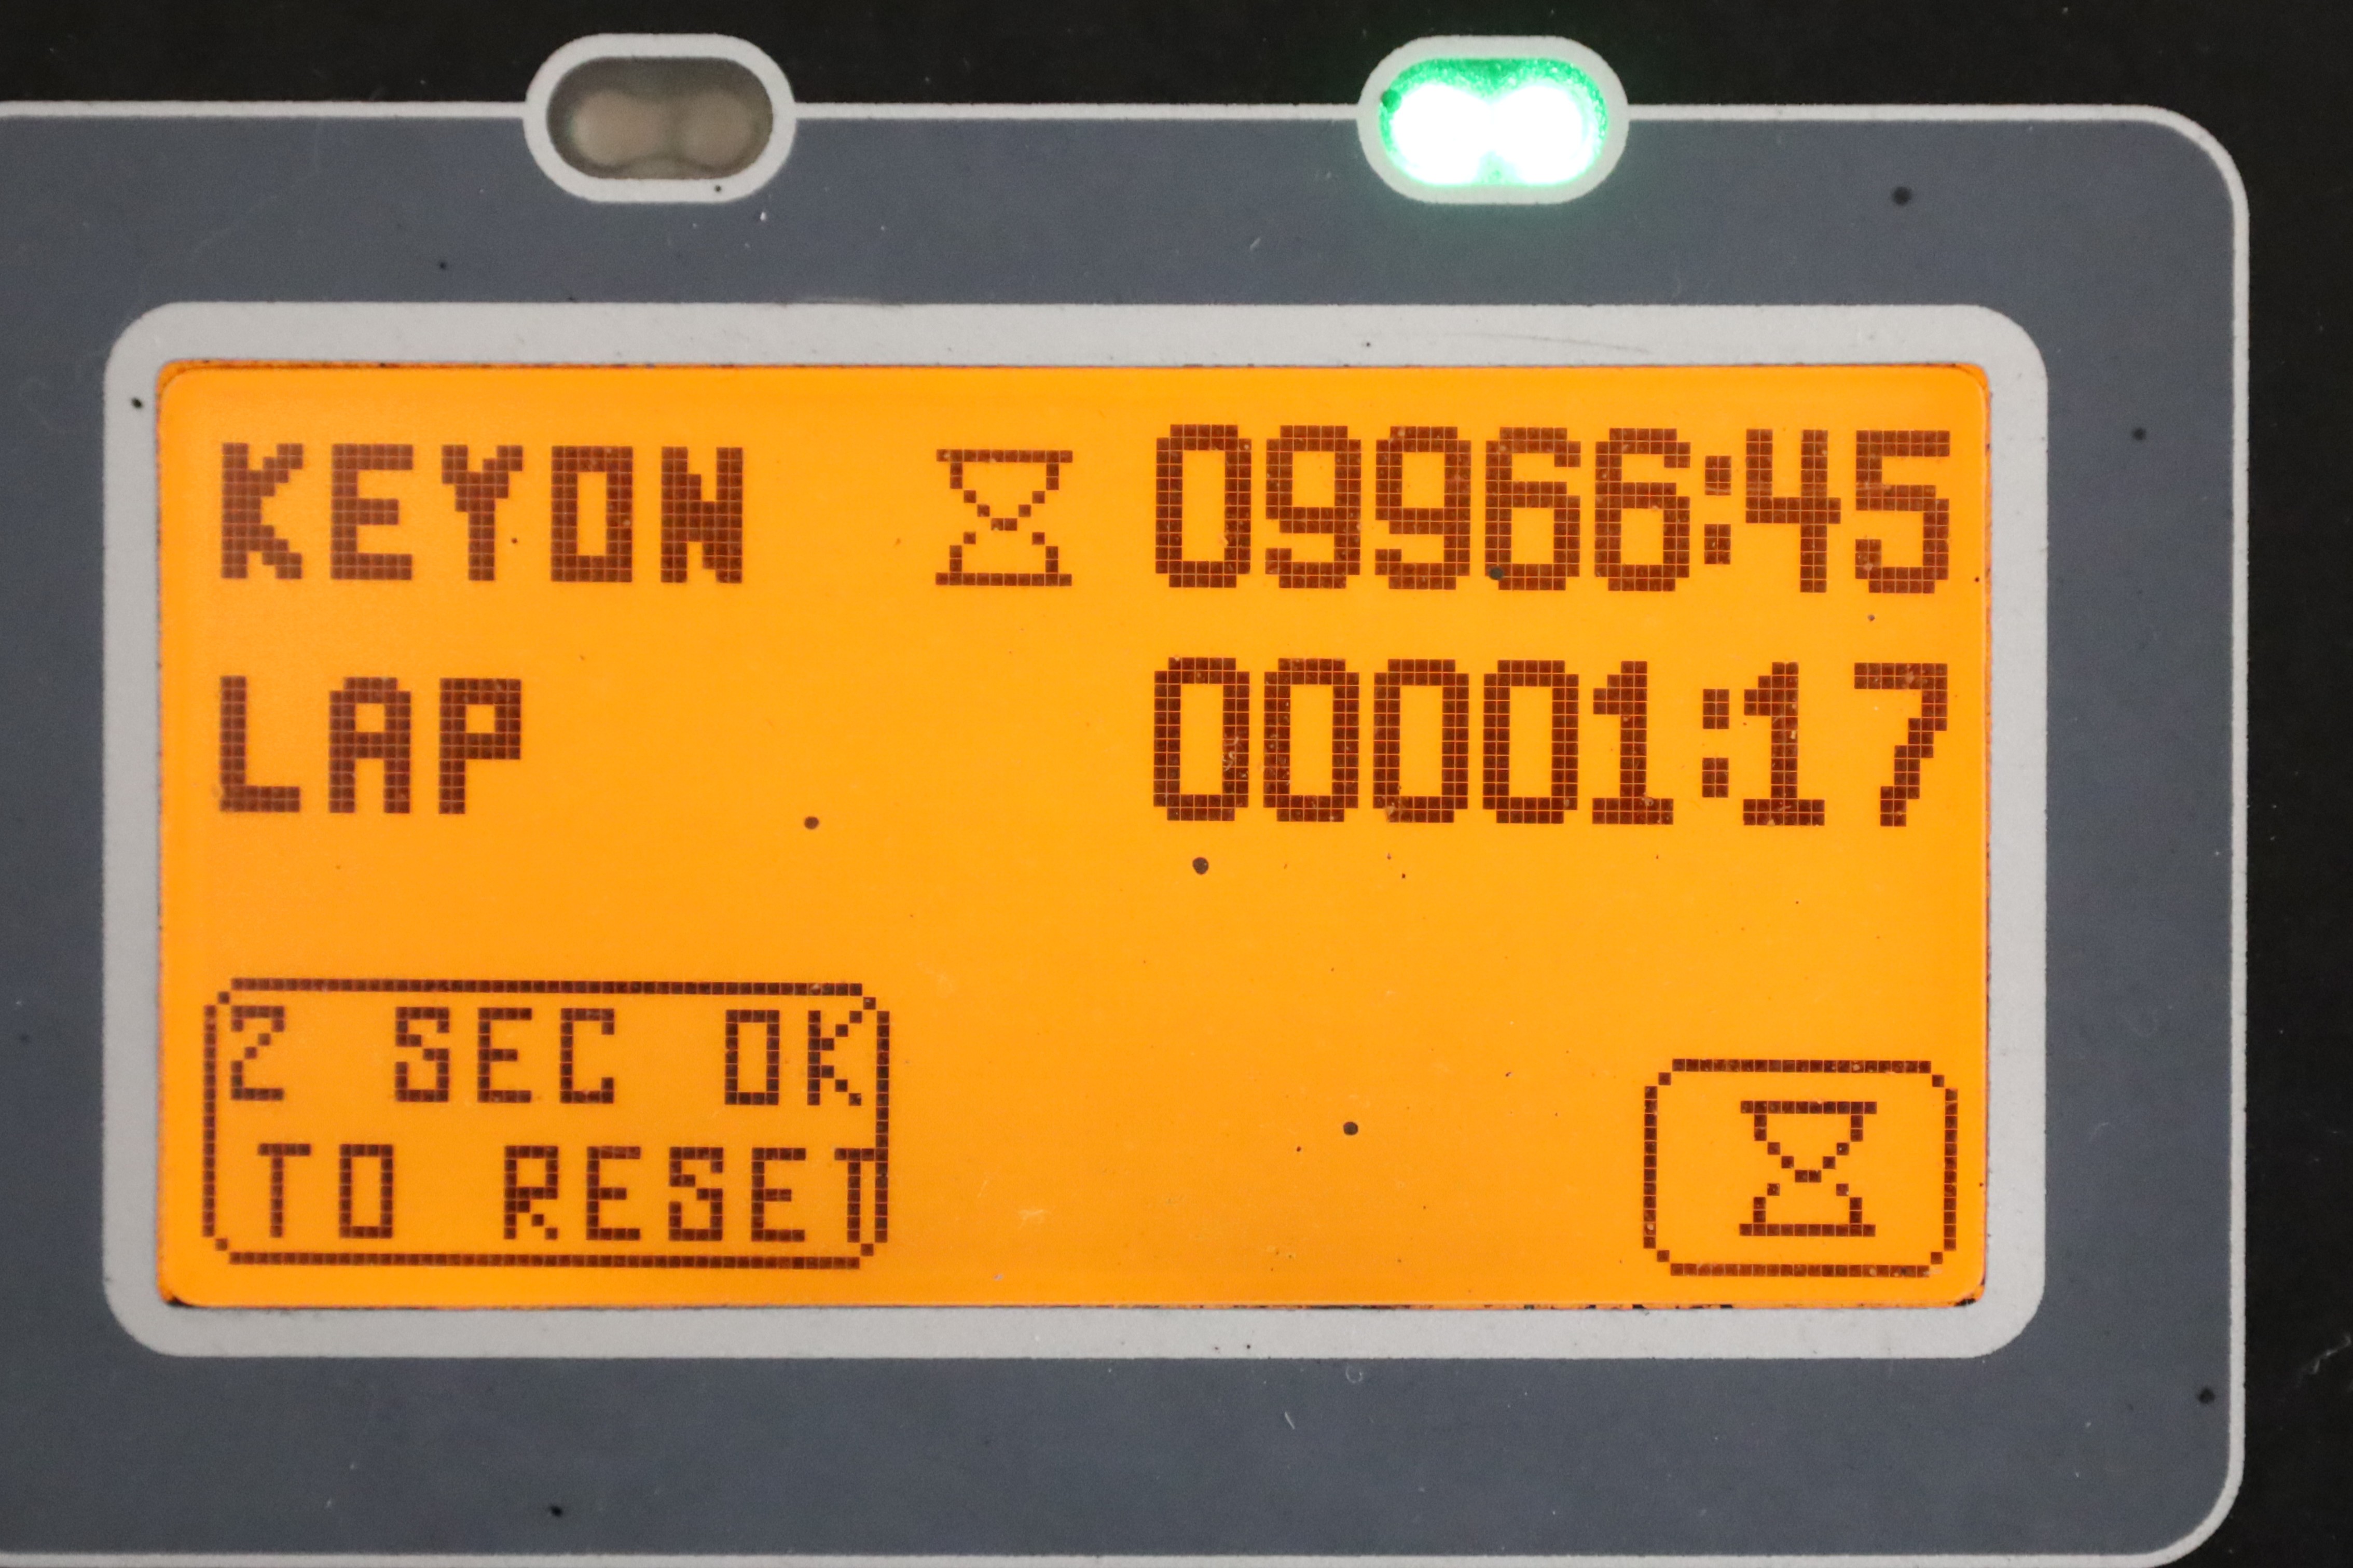 KEYON 09966:45
LAP 00001:17
2 SEC OK
TO RESET